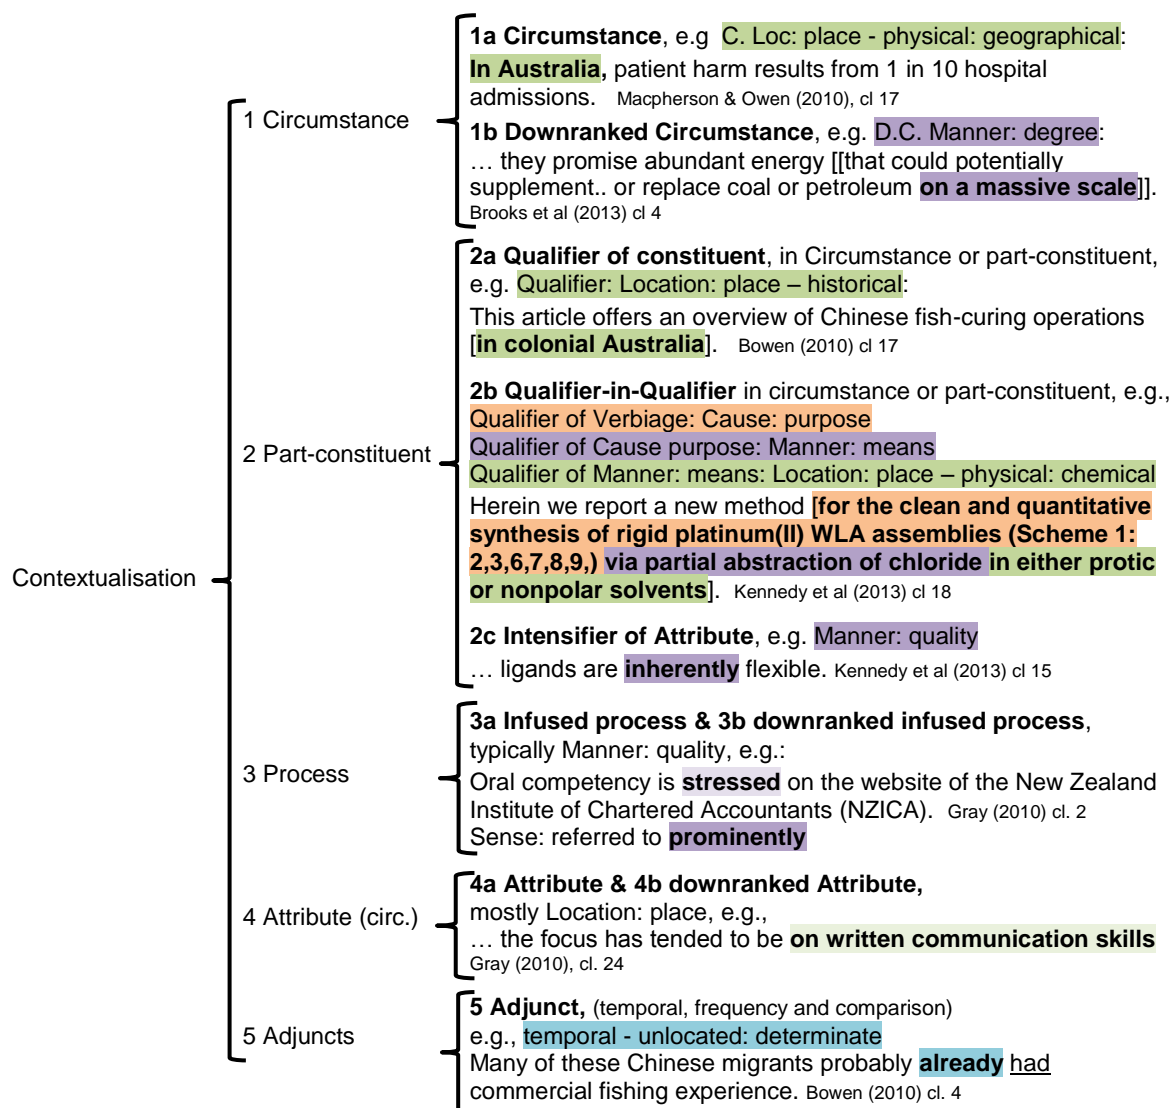 Contextualisation
1 Circumstance
1a Circumstance, e.g C. Loc: place - physical: geographical:
In Australia, patient harm results from 1 in 10 hospital
admissions. Macpherson & Owen (2010), cl 17
1b Downranked Circumstance, e.g. D.C. Manner: degree:
… they promise abundant energy [[that could potentially
supplement.. or replace coal or petroleum on a massive scale]].
Brooks et al (2013) cl 4
2 Part-constituent
2a Qualifier of constituent, in Circumstance or part-constituent,
e.g. Qualifier: Location: place – historical:
This article offers an overview of Chinese fish-curing operations
[in colonial Australia]. Bowen (2010) cl 17
2b Qualifier-in-Qualifier in circumstance or part-constituent, e.g.,
Qualifier of Verbiage: Cause: purpose
Qualifier of Cause purpose: Manner: means
Qualifier of Manner: means: Location: place – physical: chemical
Herein we report a new method [for the clean and quantitative
synthesis of rigid platinum(II) WLA assemblies (Scheme 1:
2,3,6,7,8,9,) via partial abstraction of chloride in either protic
or nonpolar solvents]. Kennedy et al (2013) cl 18
2c Intensifier of Attribute, e.g. Manner: quality
… ligands are inherently flexible. Kennedy et al (2013) cl 15
3 Process
3a Infused process & 3b downranked infused process,
typically Manner: quality, e.g.:
Oral competency is stressed on the website of the New Zealand
Institute of Chartered Accountants (NZICA). Gray (2010) cl. 2
Sense: referred to prominently
4 Attribute (circ.)
4a Attribute & 4b downranked Attribute,
mostly Location: place, e.g.,
… the focus has tended to be on written communication skills
Gray (2010), cl. 24
5 Adjuncts
5 Adjunct, (temporal, frequency and comparison)
e.g., temporal - unlocated: determinate
Many of these Chinese migrants probably already had
commercial fishing experience. Bowen (2010) cl. 4